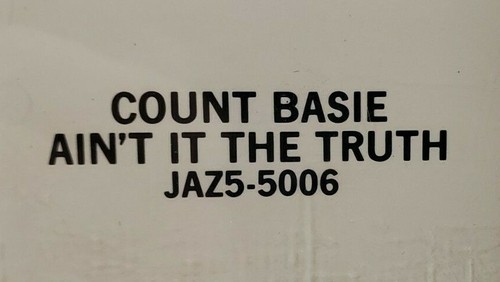 COUNT BASIE
AIN'T IT THE TRUTH
JAZ5-5006